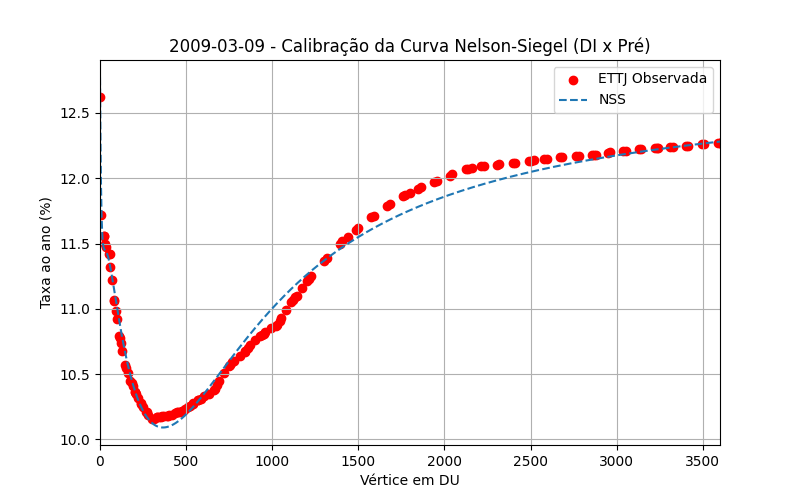 2009-03-09 - Calibração da Curva Nelson-Siegel (DI x Pré)
ETTJ Observada
NSS
Taxa ao ano (%)
12.5
12.0
11.5
11.0
10.5
10.0
0 500 1000 1500 2000 2500 3000 3500
Vértice em DU